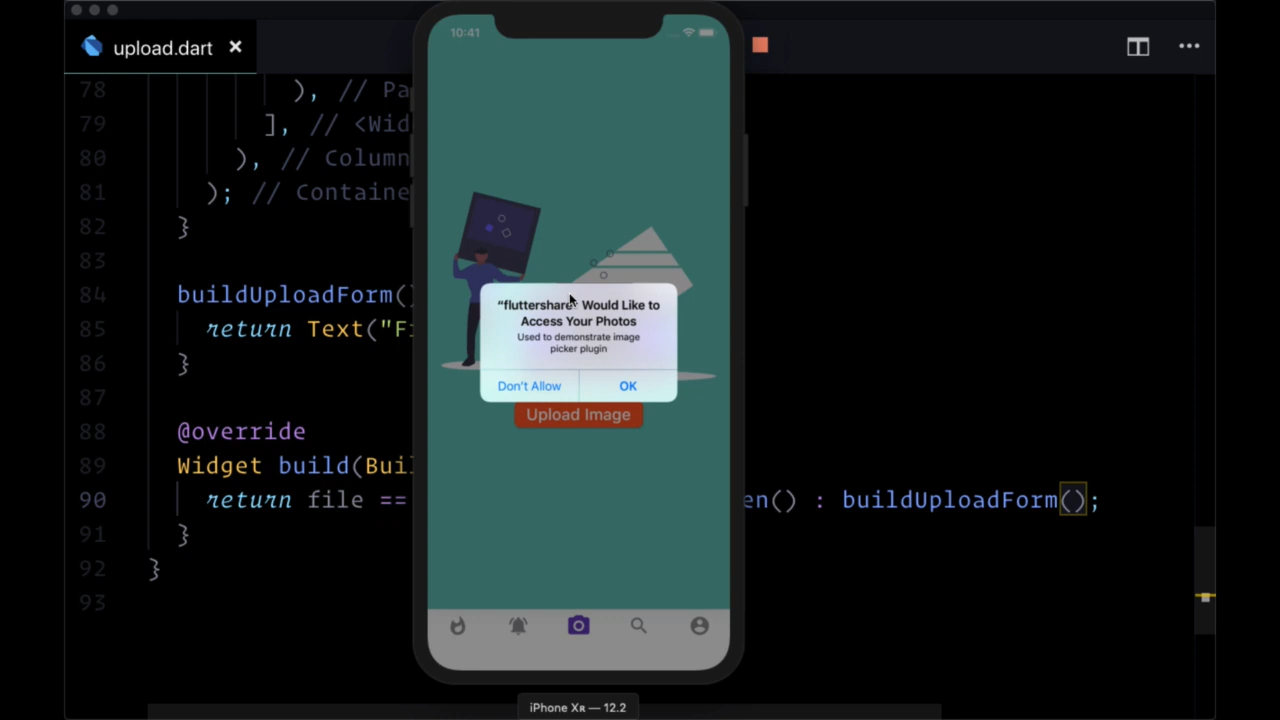 upload.dart ×
10:41
78 ), // Pa
79 ], // <Wid
80 ), // Column
81 ); // Containe
82 }
83
84 buildUploadForm(
85 return Text("F
86 }
87
88 @override
89 Widget build(Buil
90 return file == en() : buildUploadForm();
91 }
92 }
93
“fluttershare” Would Like to
Access Your Photos
Used to demonstrate image
picker plugin
Don't Allow OK
Upload Image
iPhone Xʀ — 12.2